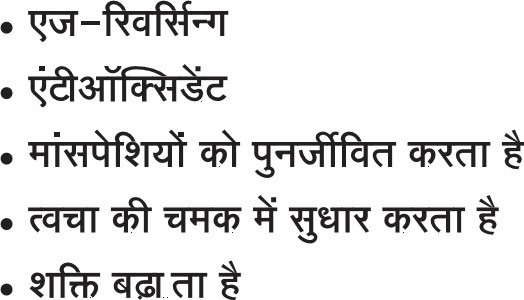 • एज-रिवर्सिन्ग
• एंटीऑक्सिडेंट
• मांसपेशियों को पुनर्जीवित करता है
• त्वचा की चमक में सुधार करता है
• शक्ति बढ़ा ता है